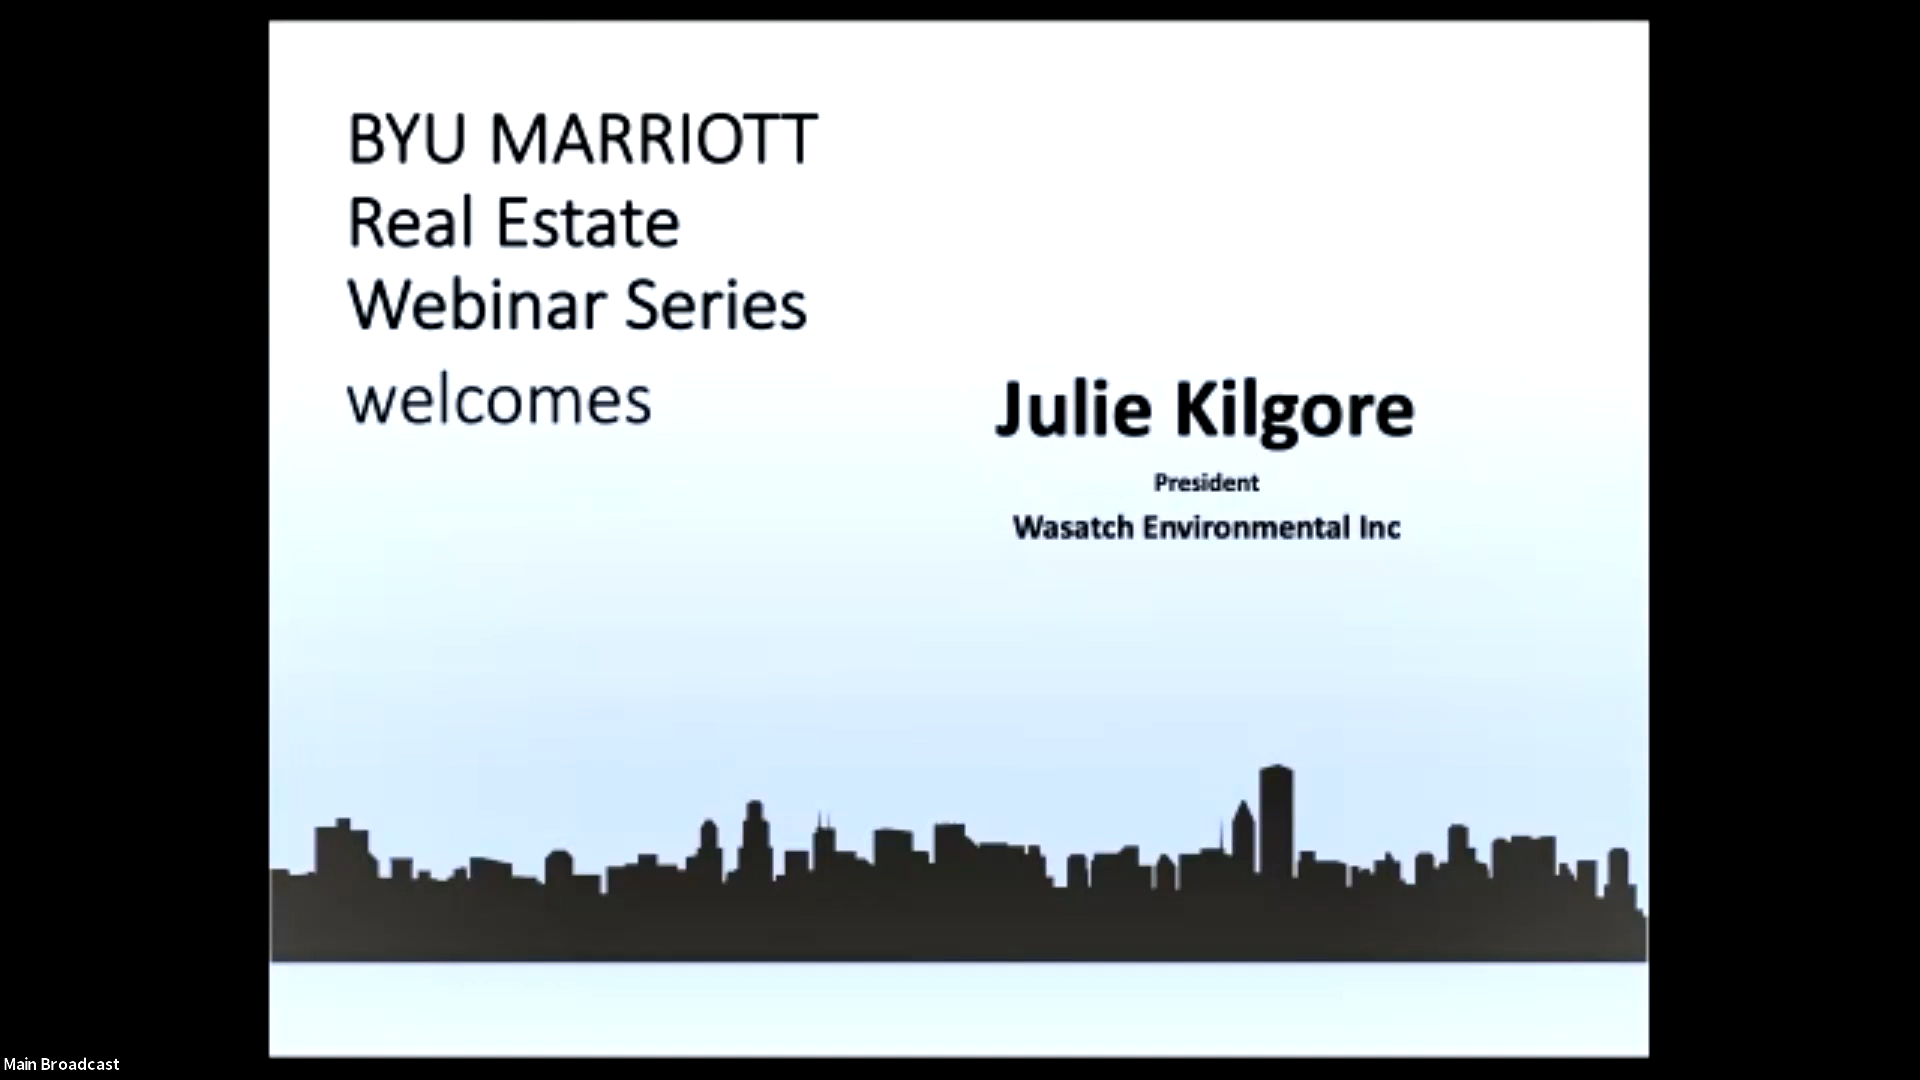 BYU MARRIOTT
Real Estate
Webinar Series
welcomes
Julie Kilgore
President
Wasatch Environmental Inc
Main Broadcast